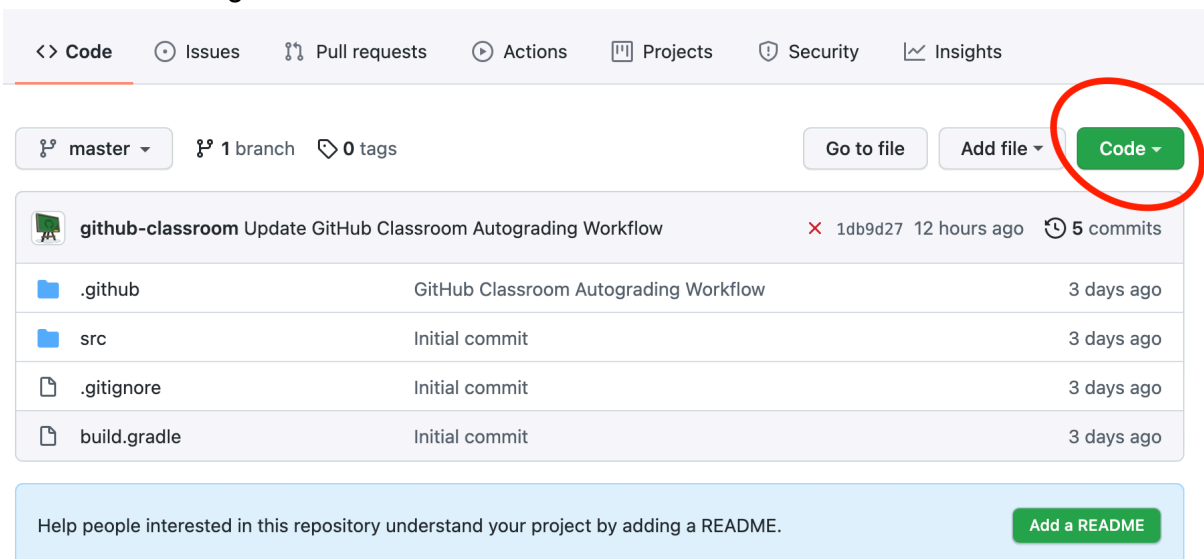 Code Issues Pull requests Actions Projects Security Insights
master 1 branch 0 tags Go to file Add file Code
github-classroom Update GitHub Classroom Autograding Workflow 1db9d27 12 hours ago 5 commits
.github GitHub Classroom Autograding Workflow 3 days ago
src Initial commit 3 days ago
.gitignore Initial commit 3 days ago
build.gradle Initial commit 3 days ago
Help people interested in this repository understand your project by adding a README. Add a README